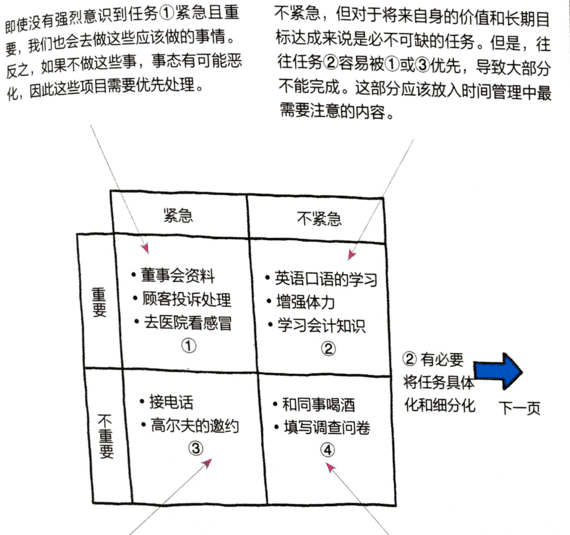 即使没有强烈意识到任务①紧急且重
要，我们也会去做这些应该做的事情。
反之，如果不做这些事，事态有可能恶
化，因此这些项目需要优先处理。
不紧急，但对于将来自身的价值和长期目
标达成来说是必不可缺的任务。但是，往
往任务②容易被①或③优先，导致大部分
不能完成。这部分应该放入时间管理中最
需要注意的内容。
紧急
不紧急
重要
• 董事会资料
• 顾客投诉处理
• 去医院看感冒
①
• 英语口语的学习
• 增强体力
• 学习会计知识
②
不重要
• 接电话
• 高尔夫的邀约
③
• 和同事喝酒
• 填写调查问卷
④
② 有必要
将任务具体
化和细分化
下一页